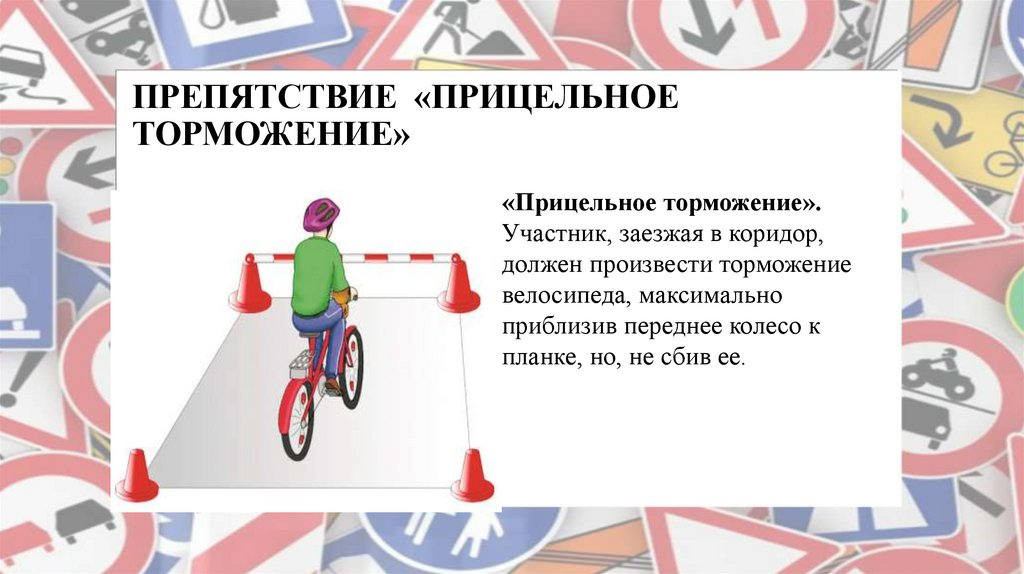 ПРЕПЯТСТВИЕ «ПРИЦЕЛЬНОЕ
ТОРМОЖЕНИЕ»
«Прицельное торможение».
Участник, заезжая в коридор,
должен произвести торможение
велосипеда, максимально
приблизив переднее колесо к
планке, но, не сбив ее.